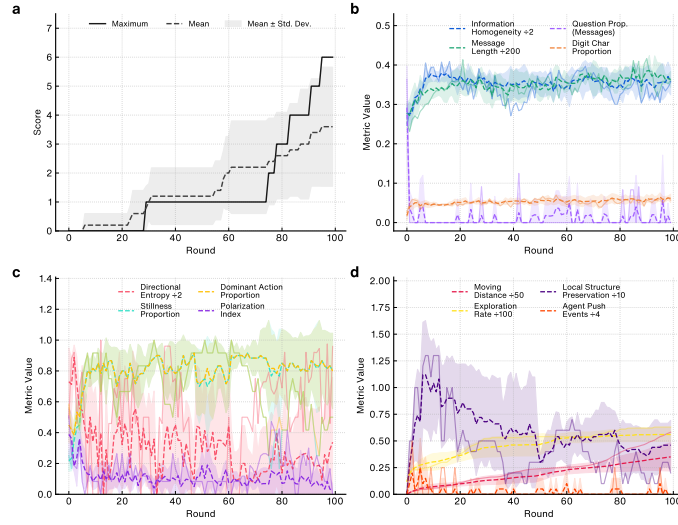 a
Maximum
Mean
Mean ± Std. Dev.
Score
7
6
5
4
3
2
1
0
0
20
40
60
80
100
Round
b
Information
Homogeneity ÷2
Message
Length ÷200
Question Prop.
(Messages)
Digit Char
Proportion
Metric Value
0.5
0.4
0.3
0.2
0.1
0.0
0
20
40
60
80
100
Round
c
Directional
Entropy ÷2
Stillness
Proportion
Dominant Action
Proportion
Polarization
Index
Metric Value
1.4
1.2
1.0
0.8
0.6
0.4
0.2
0.0
0
20
40
60
80
100
Round
d
Moving
Distance ÷50
Exploration
Rate ÷100
Local Structure
Preservation ÷10
Agent Push
Events ÷4
Metric Value
2.00
1.75
1.50
1.25
1.00
0.75
0.50
0.25
0.00
0
20
40
60
80
100
Round